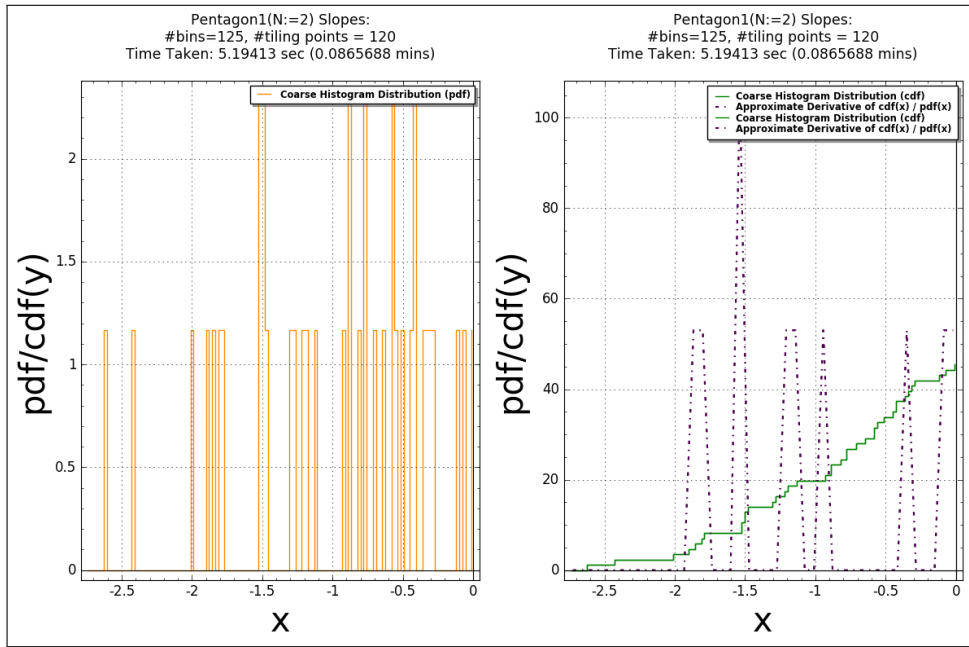 Pentagon1(N:=2) Slopes:
#bins=125, #tiling points = 120
Time Taken: 5.19413 sec (0.0865688 mins)
Coarse Histogram Distribution (pdf)
pdf/cdf(y)
2
1.5
1
0.5
0
-2.5
-2
-1.5
-1
-0.5
0
x
Pentagon1(N:=2) Slopes:
#bins=125, #tiling points = 120
Time Taken: 5.19413 sec (0.0865688 mins)
Coarse Histogram Distribution (cdf)
Approximate Derivative of cdf(x) / pdf(x)
Coarse Histogram Distribution (cdf)
Approximate Derivative of cdf(x) / pdf(x)
pdf/cdf(y)
100
80
60
40
20
0
-2.5
-2
-1.5
-1
-0.5
0
x